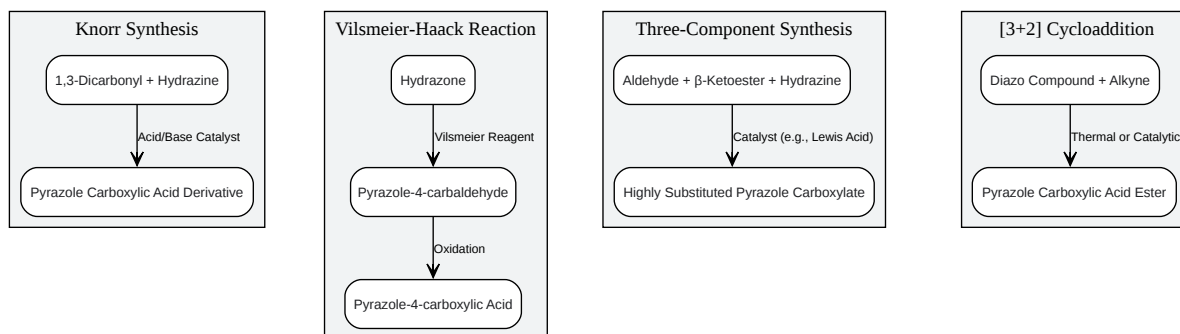 Knorr Synthesis
1,3-Dicarbonyl + Hydrazine
Acid/Base Catalyst
Pyrazole Carboxylic Acid Derivative
Vilsmeier-Haack Reaction
Hydrazone
Vilsmeier Reagent
Pyrazole-4-carbaldehyde
Oxidation
Pyrazole-4-carboxylic Acid
Three-Component Synthesis
Aldehyde + β-Ketoester + Hydrazine
Catalyst (e.g., Lewis Acid)
Highly Substituted Pyrazole Carboxylate
[3+2] Cycloaddition
Diazo Compound + Alkyne
Thermal or Catalytic
Pyrazole Carboxylic Acid Ester